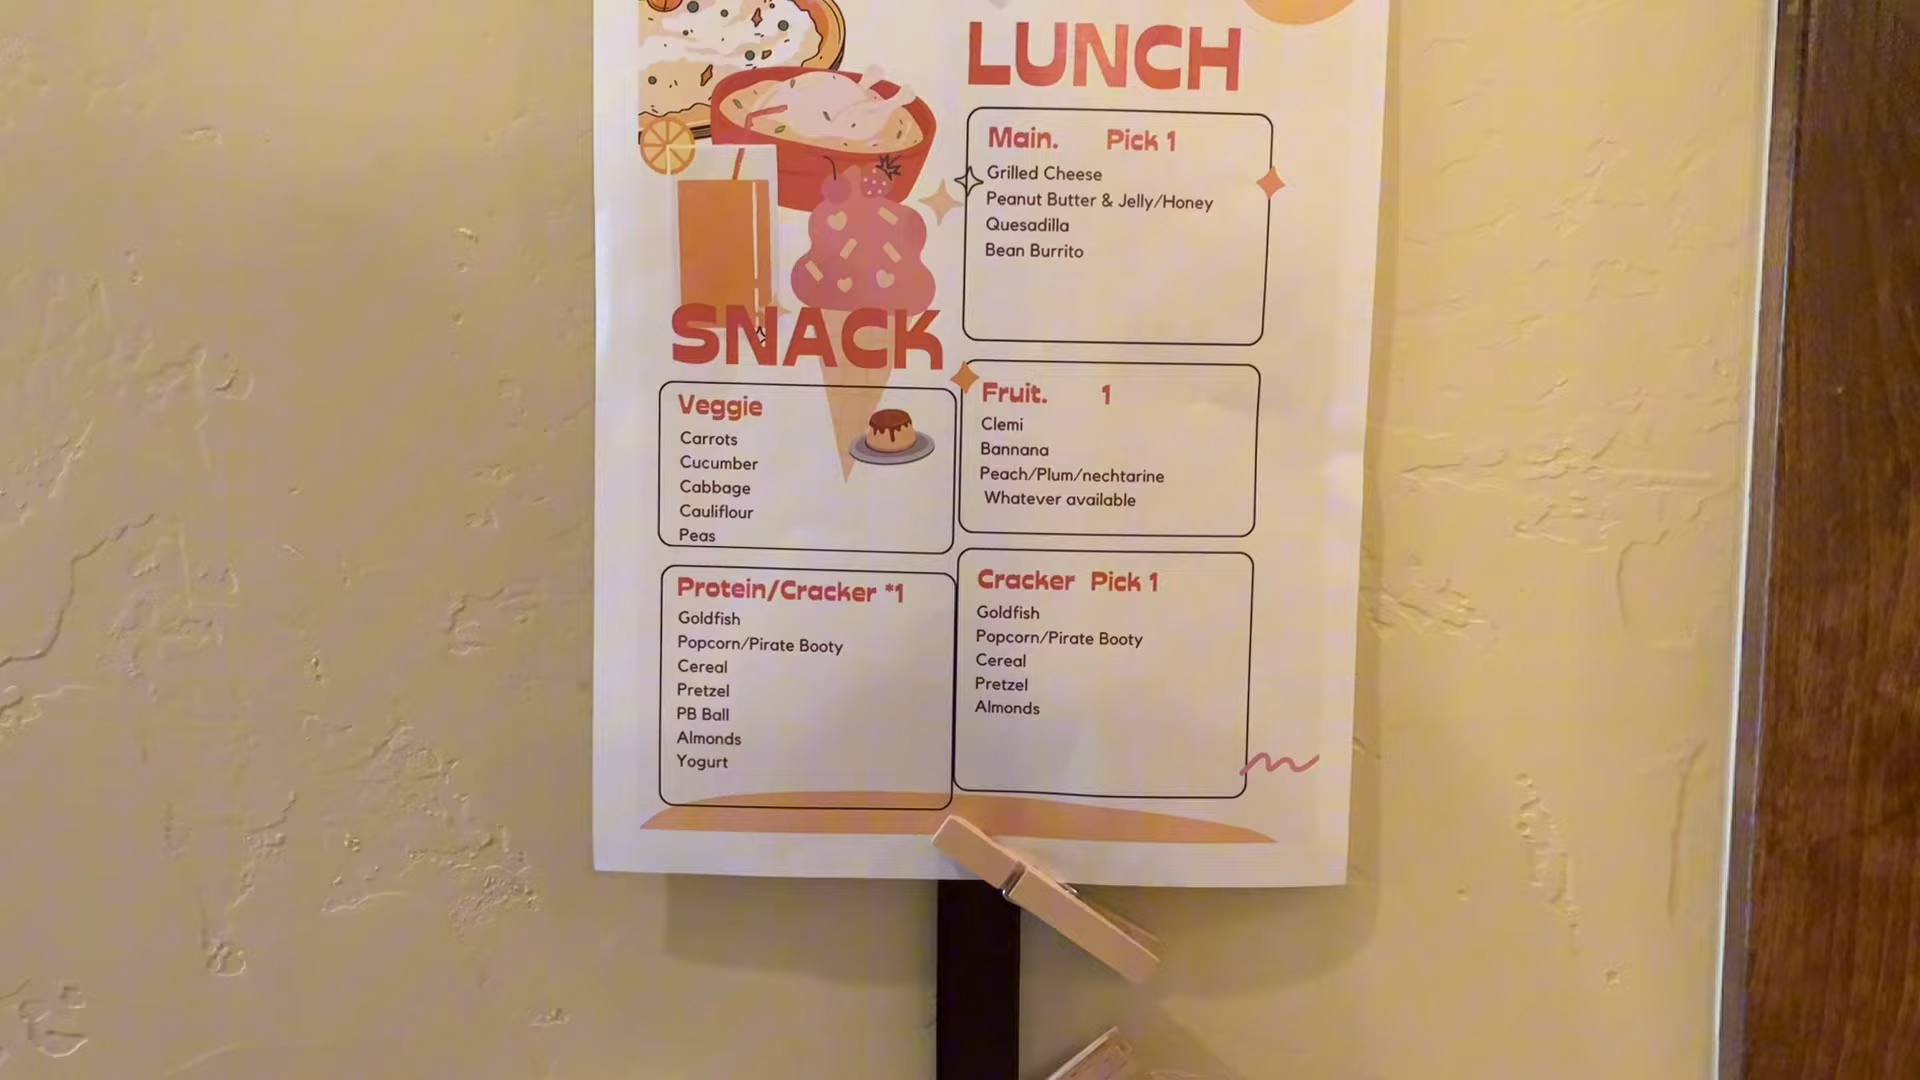 LUNCH
Main. Pick 1
Grilled Cheese
Peanut Butter & Jelly/Honey
Quesadilla
Bean Burrito
SNACK
Veggie
Carrots
Cucumber
Cabbage
Cauliflour
Peas
Fruit. 1
Clemi
Bannana
Peach/Plum/nechtarine
Whatever available
Protein/Cracker *1
Goldfish
Popcorn/Pirate Booty
Cereal
Pretzel
PB Ball
Almonds
Yogurt
Cracker Pick 1
Goldfish
Popcorn/Pirate Booty
Cereal
Pretzel
Almonds